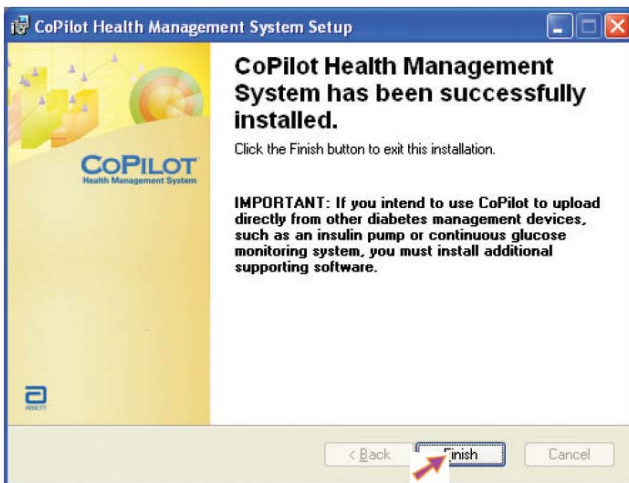 CoPilot Health Management System Setup
CoPilot Health Management
System has been successfully
installed.
Click the Finish button to exit this installation.
COPILOT
Health Management System
IMPORTANT: If you intend to use CoPilot to upload
directly from other diabetes management devices,
such as an insulin pump or continuous glucose
monitoring system, you must install additional
supporting software.
ABBOTT
< Back
Finish
Cancel